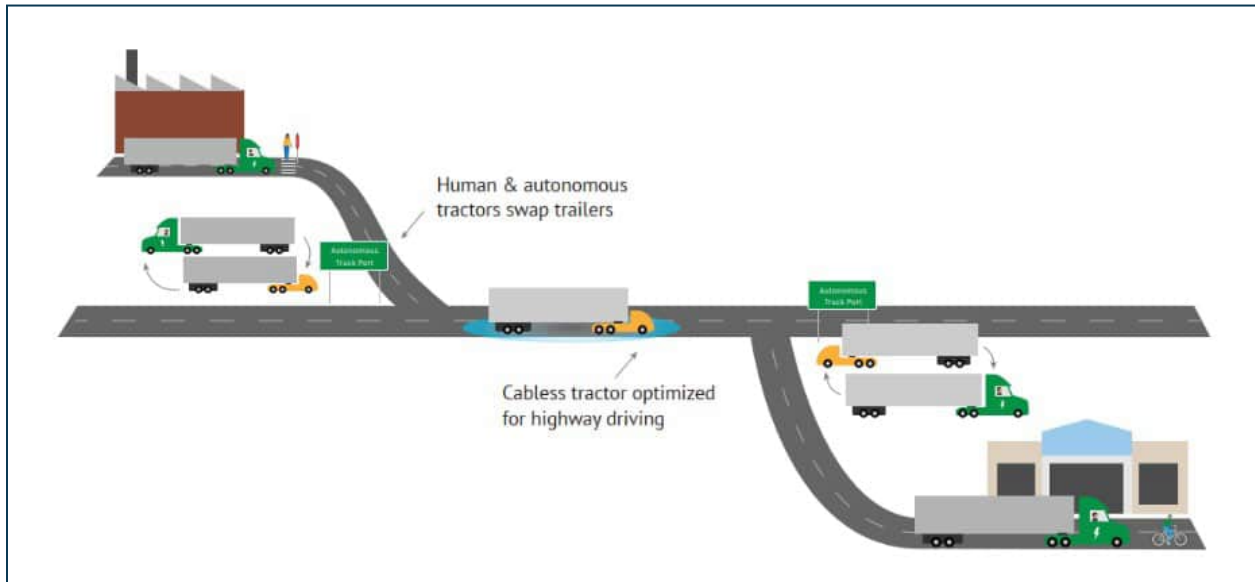 Human & autonomous
tractors swap trailers
Autonomous
Truck Port
Autonomous
Truck Port
Cabless tractor optimized
for highway driving